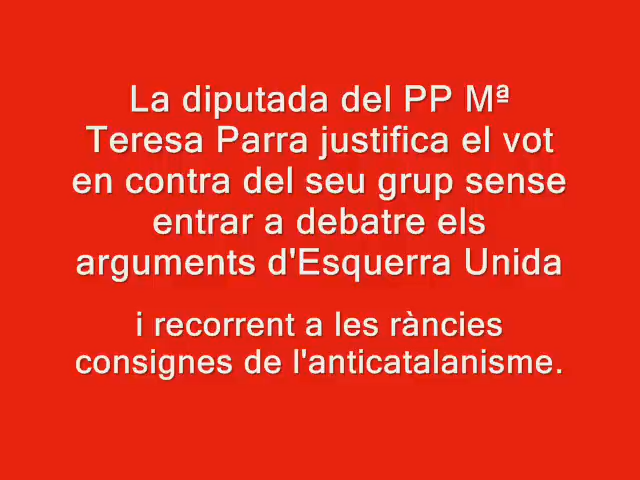 La diputada del PP Mª
Teresa Parra justifica el vot
en contra del seu grup sense
entrar a debatre els
arguments d'Esquerra Unida
i recorrent a les ràncies
consignes de l'anticatalanisme.